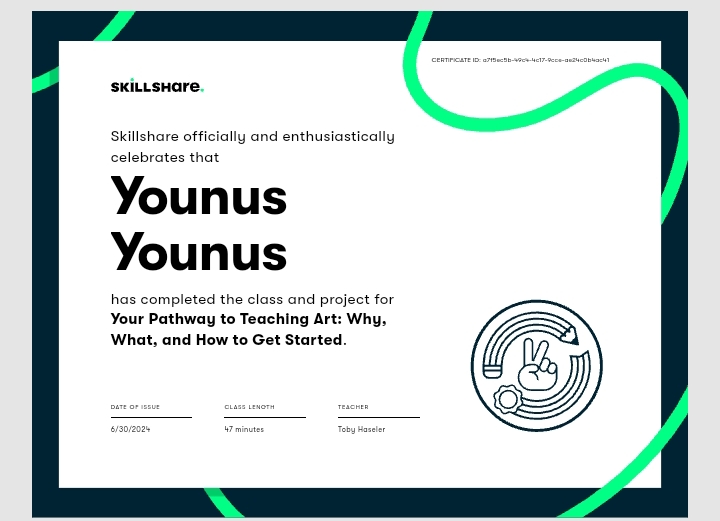 CERTIFICATE ID: a7f5ec5b-49c4-4c17-9cce-ae24c0b4ac41
SKiLLSHare.
Skillshare officially and enthusiastically
celebrates that
Younus
Younus
has completed the class and project for
Your Pathway to Teaching Art: Why,
What, and How to Get Started.
DATE OF ISSUE
CLASS LENGTH
TEACHER
6/30/2024
47 minutes
Toby Haseler